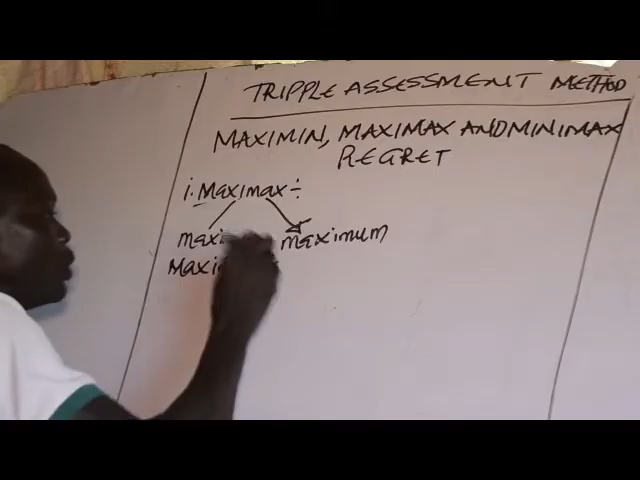 TRIPPLE ASSESSMENT METHOD
MAXIMIN, MAXIMAX AND MINIMAX
REGRET
i. Maximax ÷
maximum